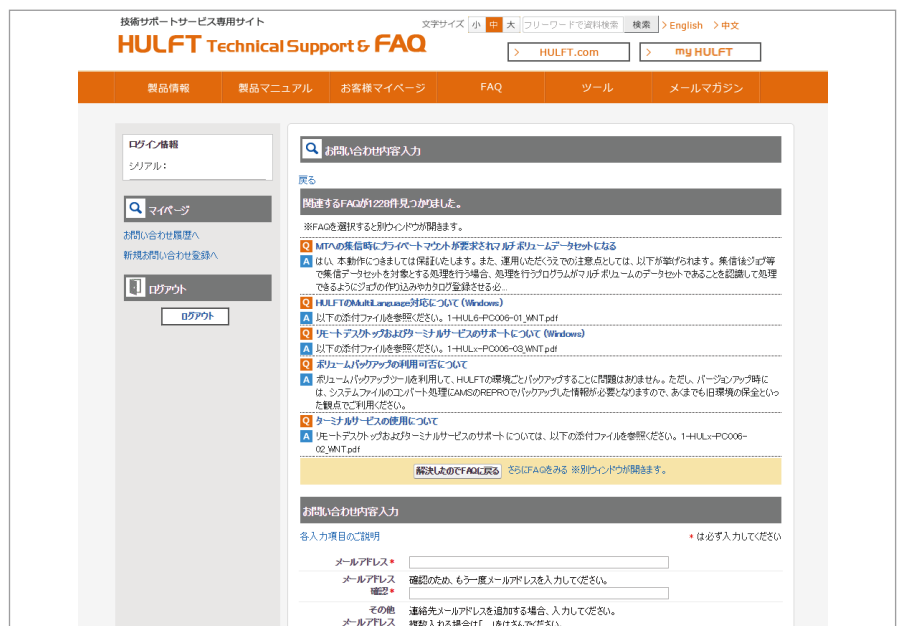 技術サポートサービス専用サイト
HULFT Technical Support & FAQ
文字サイズ 小 中 大 フリーワードで資料検索 検索 >English >中文
> HULFT.com > my HULFT
製品情報 製品マニュアル お客様マイページ FAQ ツール メールマガジン
ログイン情報
シリアル：
マイページ
お問い合わせ履歴へ
新規お問い合わせ登録へ
ログアウト
ログアウト
お問い合わせ内容入力
戻る
関連するFAQが1228件見つかりました。
※FAQを選択すると別ウィンドウが開きます。
Q MTへの集信時にプライベートマウントが要求されマルチボリュームデータセットになる
A はい、本動作につきましては保証いたします。また、運用いただくうえでの注意点としては、以下が挙げられます。 集信後ジョブ等
で集信データセットを対象とする処理を行う場合、処理を行うプログラムがマルチボリュームのデータセットであることを認識して処理
できるようにジョブの作り込みやカタログ登録させる必...
Q HULFTのMultiLanguage対応について（Windows）
A 以下の添付ファイルを参照ください。 1-HUL6-PC006-01_WNT.pdf
Q リモートデスクトップおよびターミナルサービスのサポートについて（Windows）
A 以下の添付ファイルを参照ください。 1-HULx-PC006-03_WNT.pdf
Q ボリュームバックアップの利用可否について
A ボリュームバックアップツールを利用して、HULFTの環境ごとバックアップすることに問題はありません。ただし、バージョンアップ時に
は、システムファイルのコンバート処理にAMSのREPROでバックアップした情報が必要となりますので、あくまでも旧環境の保全といっ
た観点でご利用ください。
Q ターミナルサービスの使用について
A リモートデスクトップおよびターミナルサービスのサポートについては、以下の添付ファイルを参照ください。 1-HULx-PC006-
02_WNT.pdf
解決したのでFAQに戻る さらにFAQをみる ※別ウィンドウが開きます。
お問い合わせ内容入力
各入力項目のご説明 * は必ず入力してください
メールアドレス *
メールアドレス 確認のため、もう一度メールアドレスを入力してください。
確認 *
その他 連絡先メールアドレスを追加する場合、入力してください。
メールアドレス 複数入れる場合は「